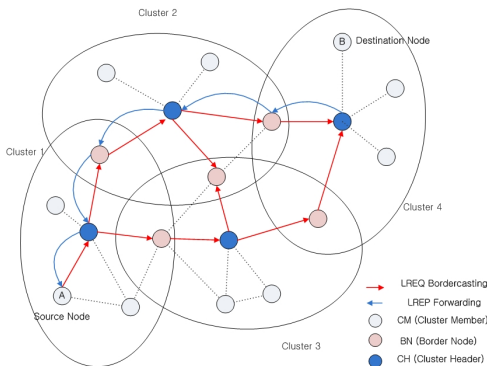 Cluster 2
B
Destination Node
Cluster 1
Cluster 4
A
Source Node
Cluster 3
LREQ Bordercasting
LREP Forwarding
CM (Cluster Member)
BN (Border Node)
CH (Cluster Header)